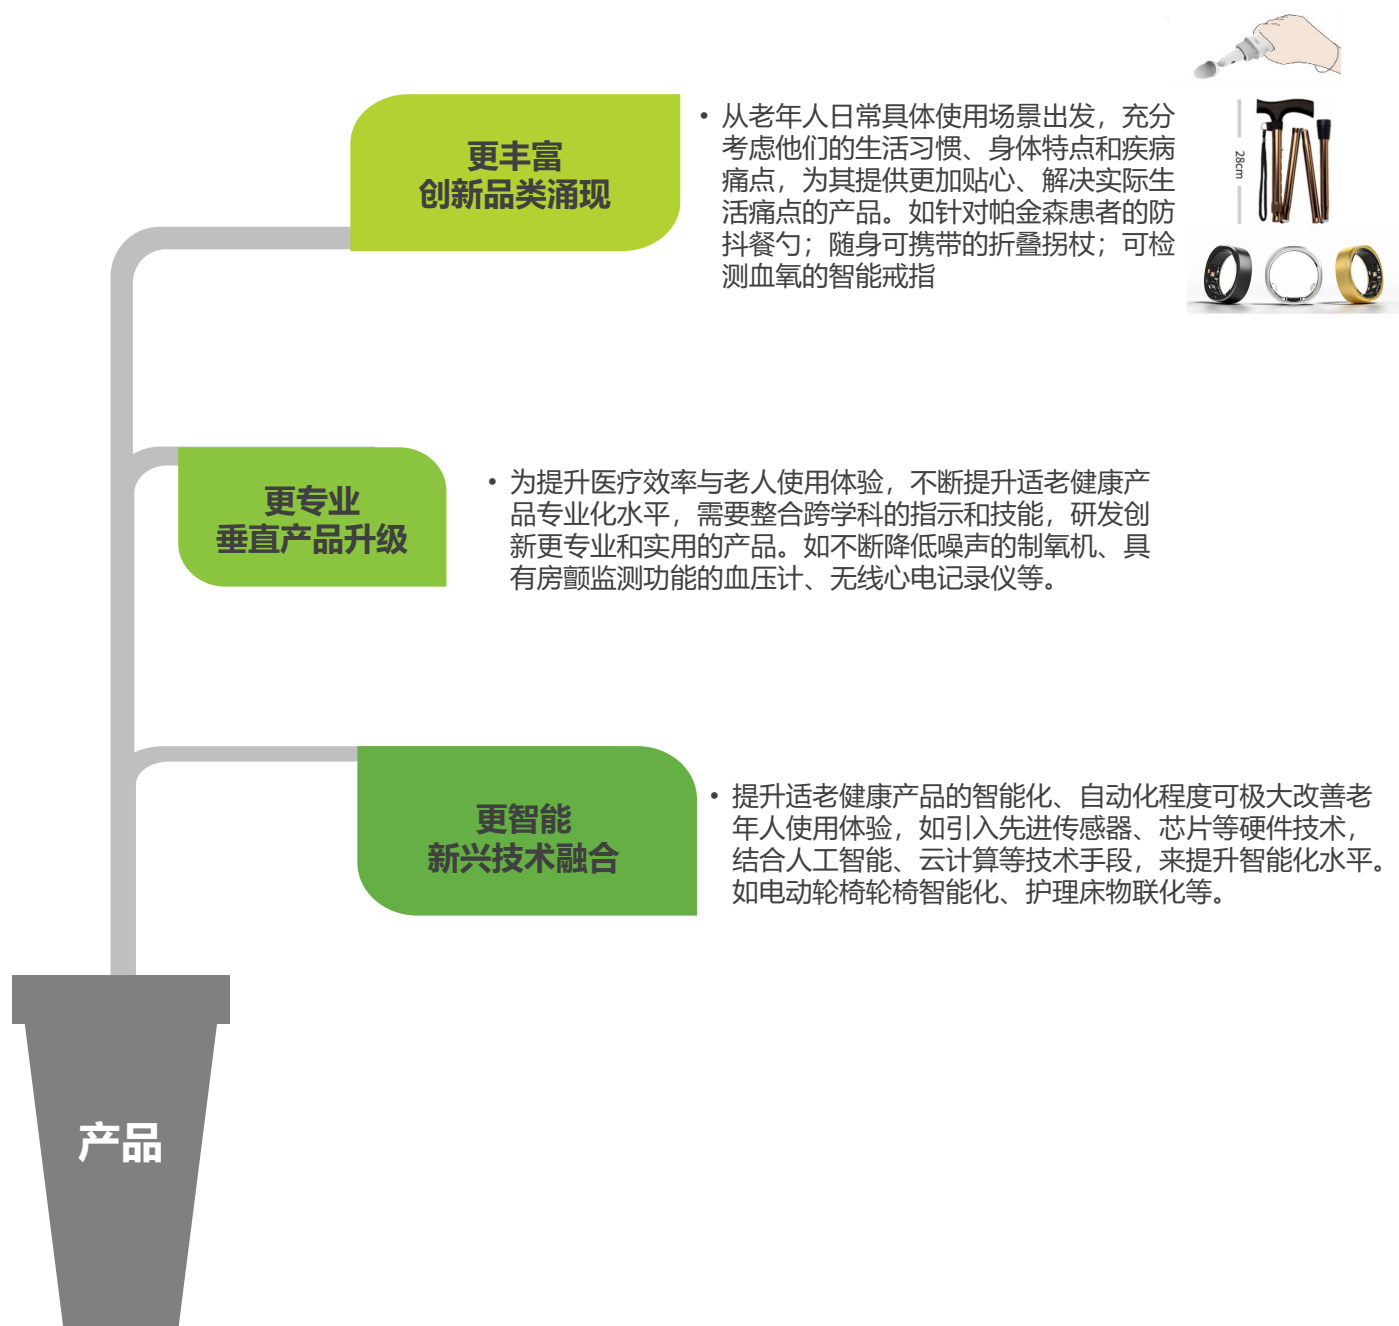 更丰富
创新品类涌现
• 从老年人日常具体使用场景出发，充分
考虑他们的生活习惯、身体特点和疾病
痛点，为其提供更加贴心、解决实际生
活痛点的产品。如针对帕金森患者的防
抖餐勺；随身可携带的折叠拐杖；可检
测血氧的智能戒指
28cm
更专业
垂直产品升级
• 为提升医疗效率与老人使用体验，不断提升适老健康产
品专业化水平，需要整合跨学科的指示和技能，研发创
新更专业和实用的产品。如不断降低噪声的制氧机、具
有房颤监测功能的血压计、无线心电记录仪等。
更智能
新兴技术融合
• 提升适老健康产品的智能化、自动化程度可极大改善老
年人使用体验，如引入先进传感器、芯片等硬件技术，
结合人工智能、云计算等技术手段，来提升智能化水平。
如电动轮椅轮椅智能化、护理床物联化等。
产品